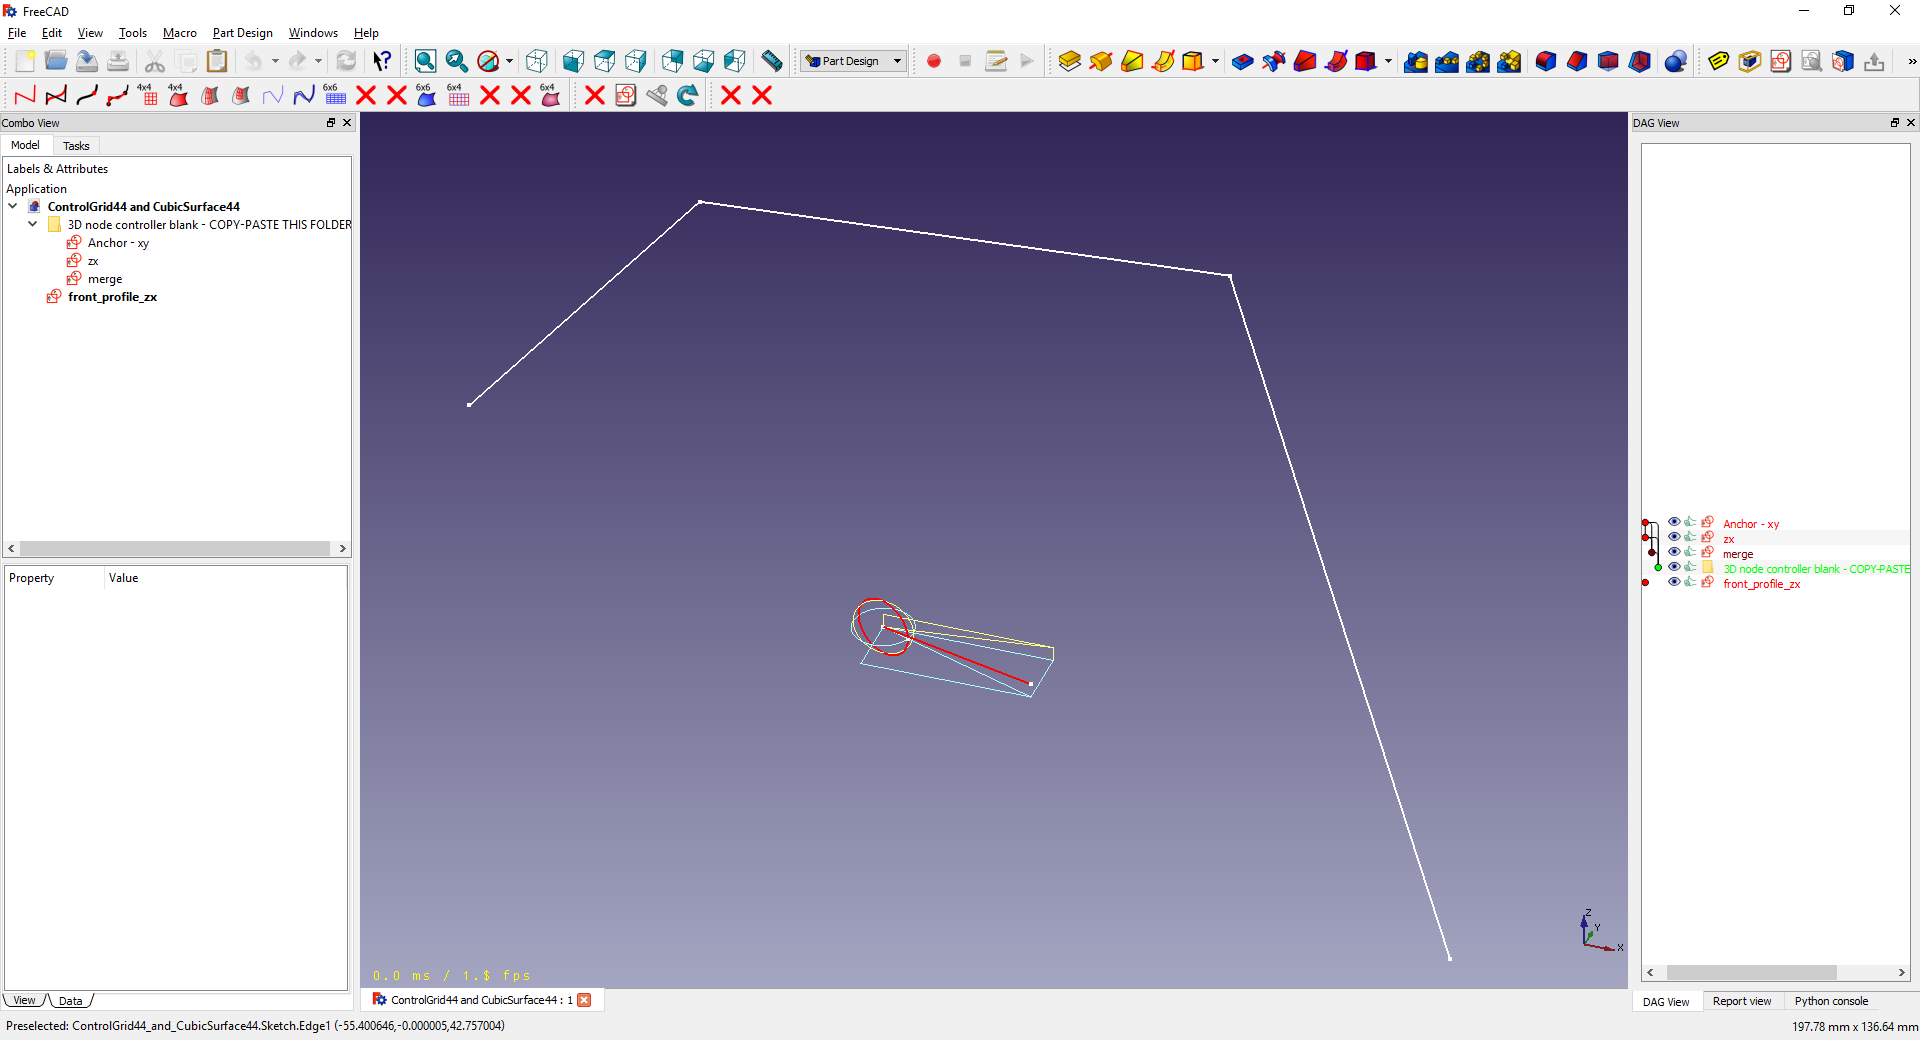 FreeCAD
File Edit View Tools Macro Part Design Windows Help
Part Design
4x4 4x4 6x6 6x6 6x4 6x4
Combo View
Model Tasks
Labels & Attributes
Application
ControlGrid44 and CubicSurface44
3D node controller blank - COPY-PASTE THIS FOLDER
Anchor - xy
zx
merge
front_profile_zx
Property Value
View Data
0.0 ms / 1.$ fps
Z
Y
X
ControlGrid44 and CubicSurface44 : 1
DAG View
Anchor - xy
zx
merge
3D node controller blank - COPY-PASTE
front_profile_zx
DAG View Report view Python console
Preselected: ControlGrid44_and_CubicSurface44.Sketch.Edge1 (-55.400646,-0.000005,42.757004)
197.78 mm x 136.64 mm